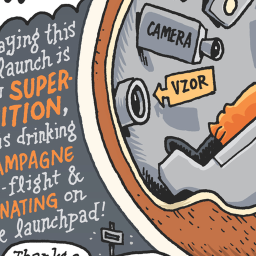 aying this
launch is
SUPER-
ITION,
s drinking
AMPAGNE
-flight &
NATING on
e launchpad!
CAMERA
VZOR